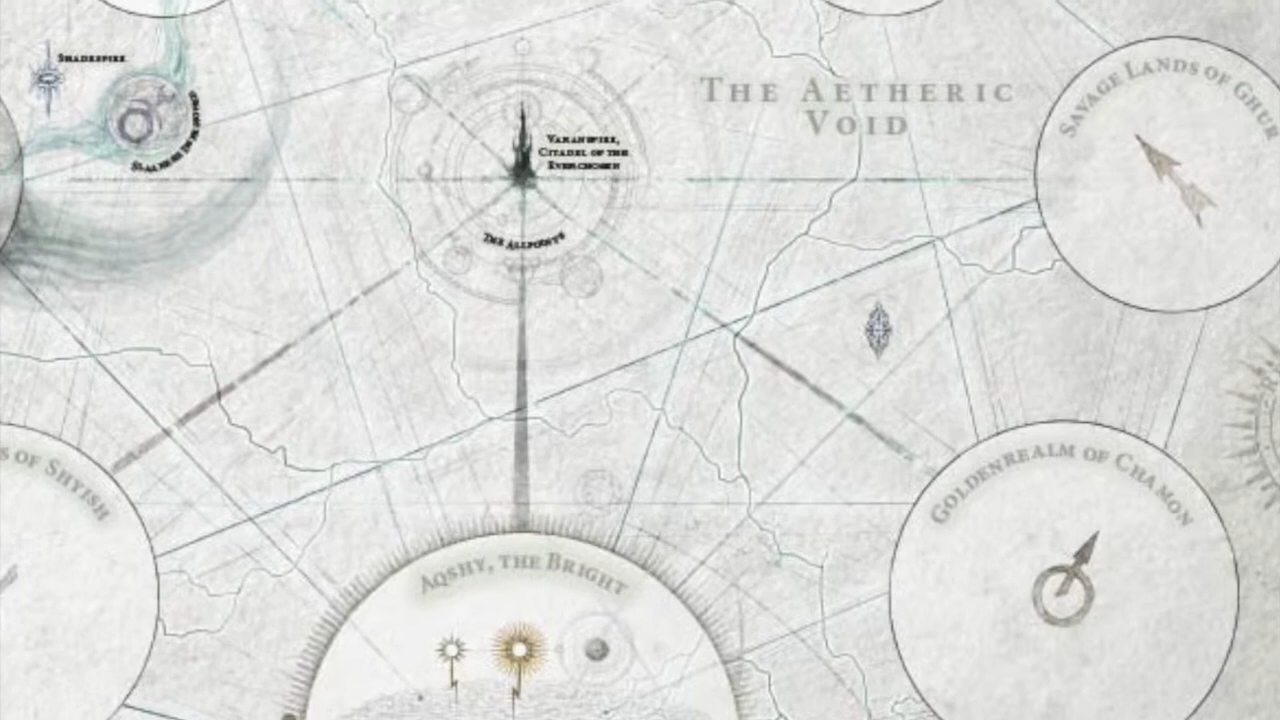 Shadespire
The Aetheric
Void
Savage Lands of Ghur
Varanspire,
Citadel of the
Everchosen
The Allpoints
s of Shyish
Goldenrealm of Chamon
Aqshy, the Bright